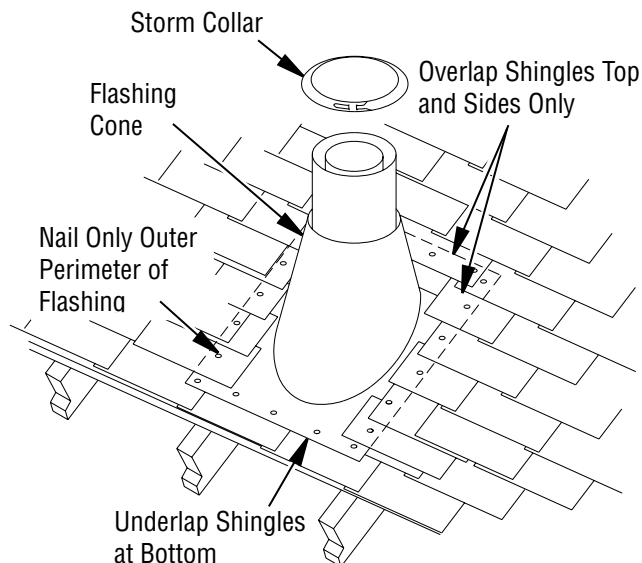 Storm Collar
Overlap Shingles Top
and Sides Only
Flashing
Cone
Nail Only Outer
Perimeter of
Flashing
Underlap Shingles
at Bottom